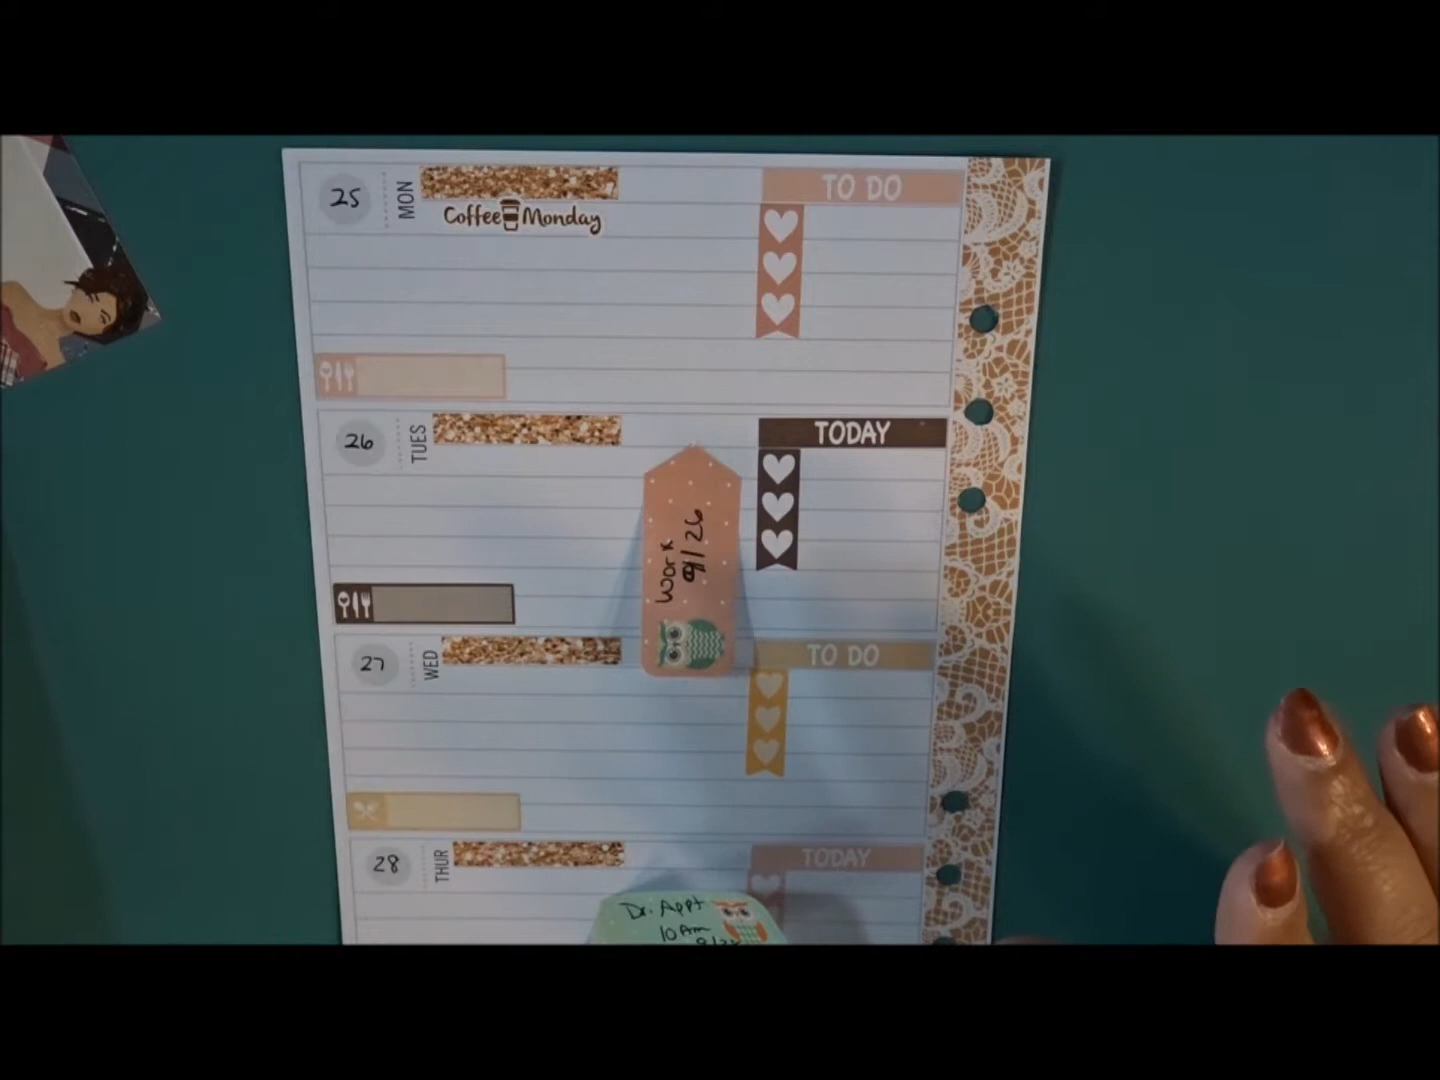 25 MON
Coffee Monday
TO DO
26 TUES
TODAY
Work
9/26
27 WED
TO DO
28 THUR
TODAY
Dr. Appt
10 Am